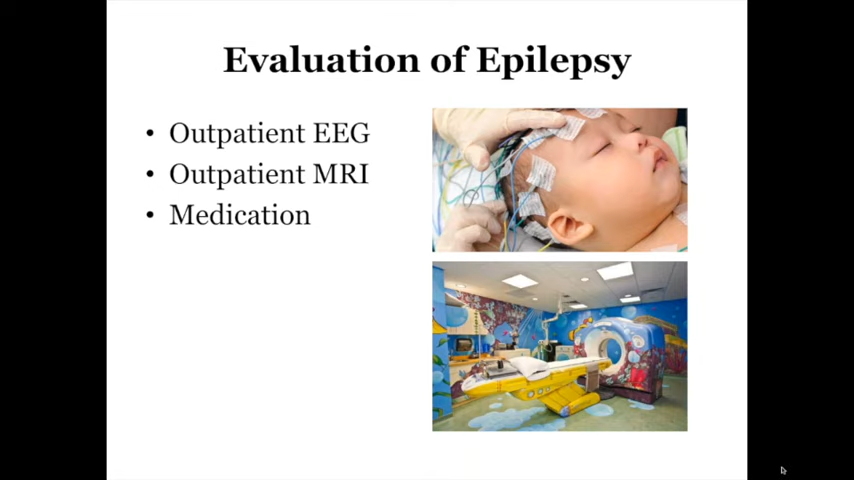 Evaluation of Epilepsy
• Outpatient EEG
• Outpatient MRI
• Medication